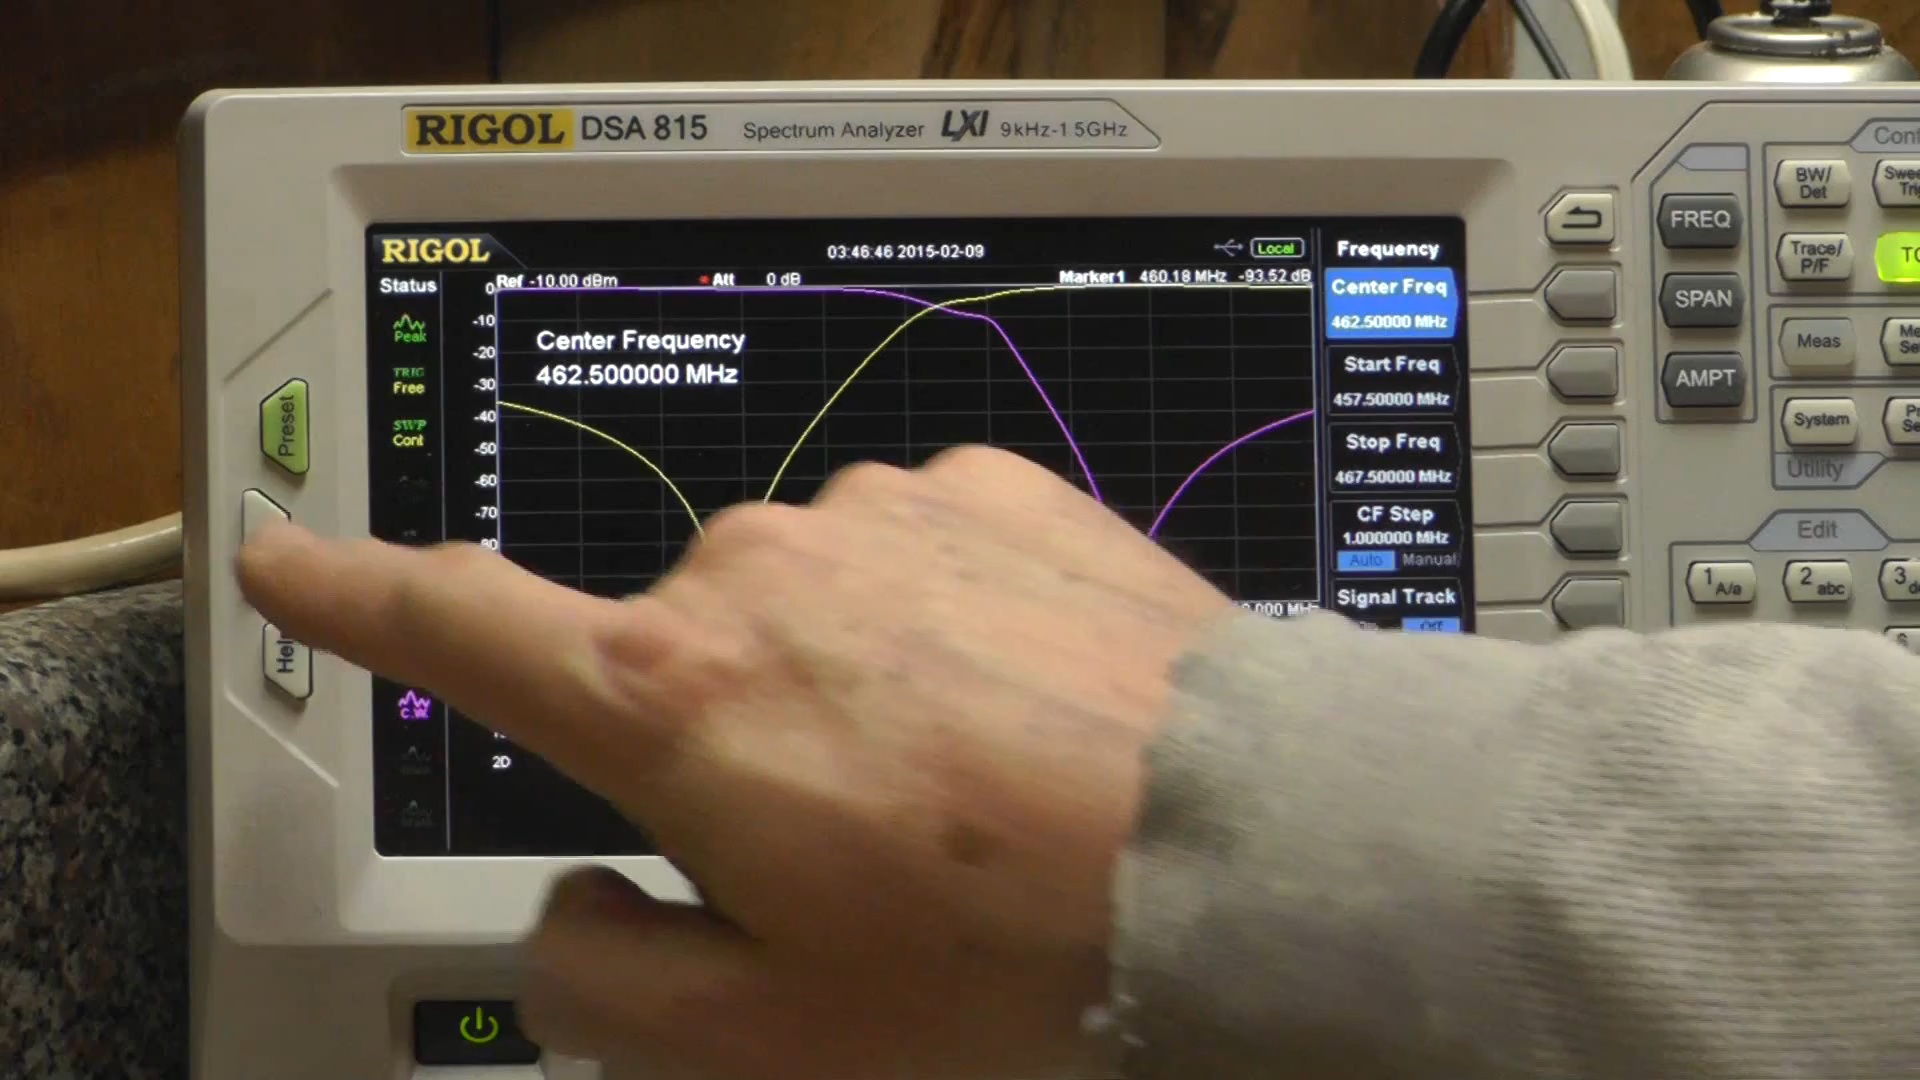 RIGOL DSA 815 Spectrum Analyzer LXI 9kHz-1.5GHz
RIGOL
03:46:46 2015-02-09
Local
Status
Ref -10.00 dBm
Att 0 dB
Marker1 460.18 MHz -93.52 dB
Peak
TRIG
Free
SWP
Cont
C.W.
0
-10
-20
-30
-40
-50
-60
-70
Center Frequency
462.500000 MHz
Frequency
Center Freq
462.50000 MHz
Start Freq
457.50000 MHz
Stop Freq
467.50000 MHz
CF Step
1.000000 MHz
Auto Manual
Signal Track
Off
Preset
Hel
FREQ
SPAN
AMPT
BW/
Det
Trace/
P/F
Meas
System
Utility
Edit
1 A/a
2 abc
3